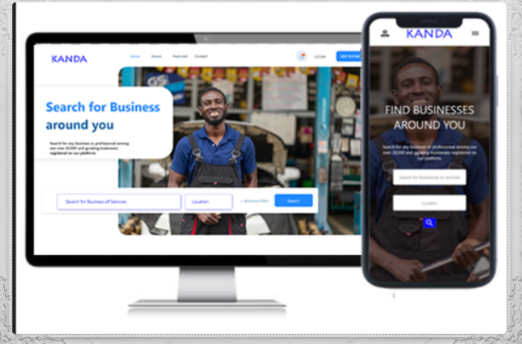 KANDA
Home About Featured Contact
LOGIN
Search for Business
around you
Search for any business or professional among
our over 20,000 and growing businesses
registered on our platform.
Search for Business of Services
Location
+ Advance filter
Search
KANDA
FIND BUSINESSES
AROUND YOU
Search for any business or professional among our
over 20,000 and growing businesses registered on
our platform.
Search for Businesses or services
Location